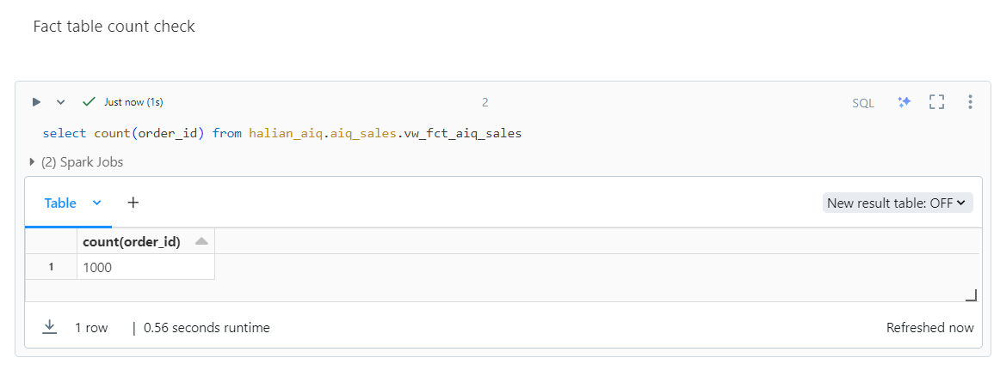 Fact table count check
Just now (1s)
2
SQL
select count(order_id) from halian_aiq.aiq_sales.vw_fct_aiq_sales
(2) Spark Jobs
Table
+
New result table: OFF
count(order_id)
1 1000
1 row | 0.56 seconds runtime
Refreshed now